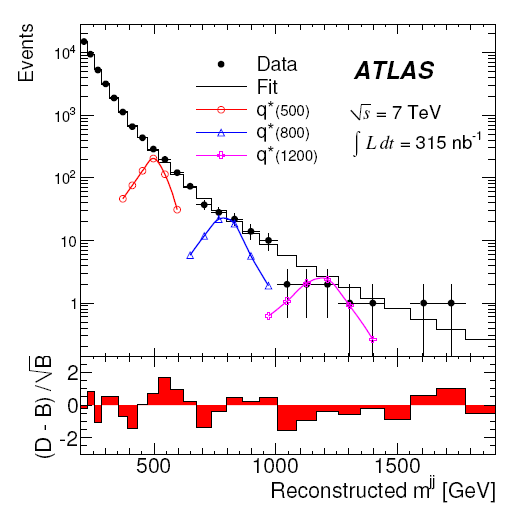 Events
10⁴
10³
10²
10
1
Data
Fit
q*(500)
q*(800)
q*(1200)
ATLAS
√s = 7 TeV
∫ L dt = 315 nb⁻¹
(D - B) /√B
2
0
-2
500
1000
1500
Reconstructed mʲʲ [GeV]